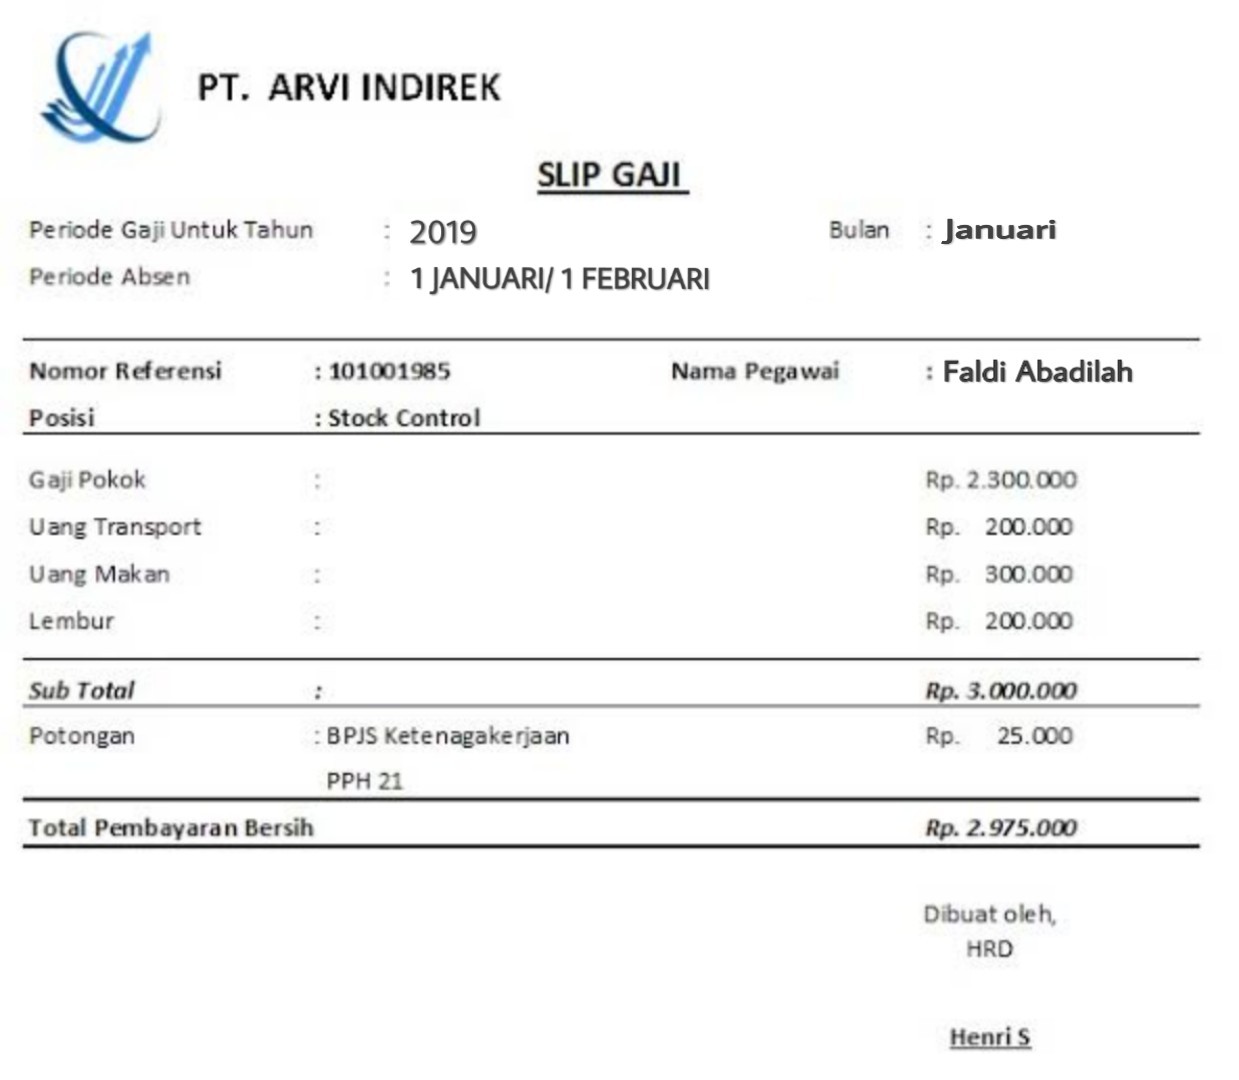 PT. ARVI INDIREK
SLIP GAJI
Periode Gaji Untuk Tahun : 2019 Bulan : Januari
Periode Absen : 1 JANUARI/ 1 FEBRUARI
Nomor Referensi : 101001985 Nama Pegawai : Faldi Abadilah
Posisi : Stock Control
Gaji Pokok : Rp. 2.300.000
Uang Transport : Rp. 200.000
Uang Makan : Rp. 300.000
Lembur : Rp. 200.000
Sub Total : Rp. 3.000.000
Potongan : BPJS Ketenagakerjaan Rp. 25.000
PPH 21
Total Pembayaran Bersih Rp. 2.975.000
Dibuat oleh,
HRD
Henri S